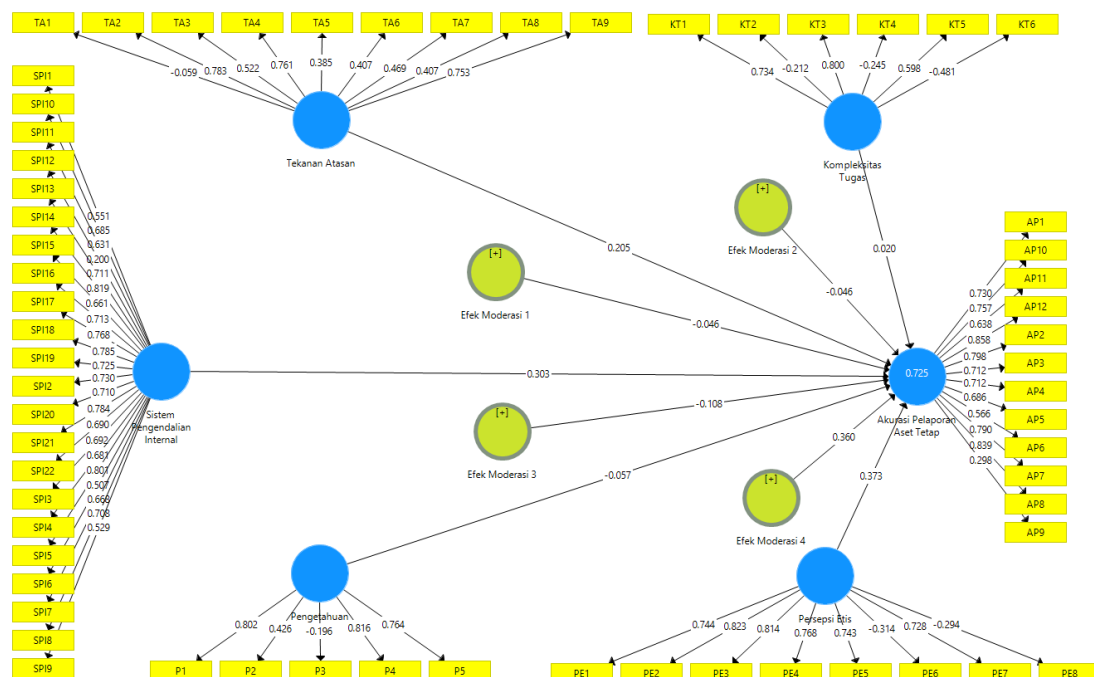 TA1 TA2 TA3 TA4 TA5 TA6 TA7 TA8 TA9
KT1 KT2 KT3 KT4 KT5 KT6
-0.059 0.783 0.522 0.761 0.385 0.407 0.469 0.407 0.753
0.734 -0.212 0.800 -0.245 0.598 -0.481
Tekanan Atasan
Kompleksitas
Tugas
SPI1
SPI10
SPI11
SPI12
SPI13
SPI14
SPI15
SPI16
SPI17
SPI18
SPI19
SPI2
SPI20
SPI21
SPI22
SPI3
SPI4
SPI5
SPI6
SPI7
SPI8
SPI9
0.551
0.685
0.631
0.200
0.711
0.819
0.661
0.713
0.768
0.785
0.725
0.730
0.710
0.784
0.690
0.692
0.681
0.801
0.507
0.668
0.708
0.529
Sistem
Pengendalian
Internal
[+]
Efek Moderasi 1
[+]
Efek Moderasi 2
[+]
Efek Moderasi 3
[+]
Efek Moderasi 4
0.205
0.020
-0.046
-0.046
0.303
-0.108
-0.057
0.360
0.373
0.725
Akurasi Pelaporan
Aset Tetap
0.730
0.757
0.638
0.858
0.798
0.712
0.712
0.686
0.566
0.790
0.839
0.298
AP1
AP10
AP11
AP12
AP2
AP3
AP4
AP5
AP6
AP7
AP8
AP9
Pengetahuan
0.802 0.426 -0.196 0.816 0.764
P1 P2 P3 P4 P5
Persepsi Etis
0.744 0.823 0.814 0.768 0.743 -0.314 0.728 -0.294
PE1 PE2 PE3 PE4 PE5 PE6 PE7 PE8